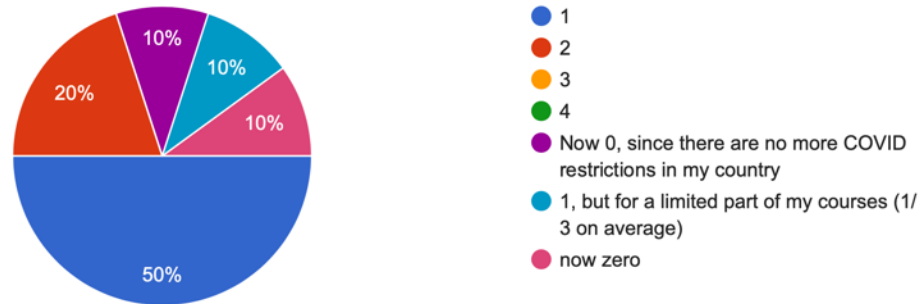 10%
10%
20%
10%
50%
1
2
3
4
Now 0, since there are no more COVID
restrictions in my country
1, but for a limited part of my courses (1/
3 on average)
now zero